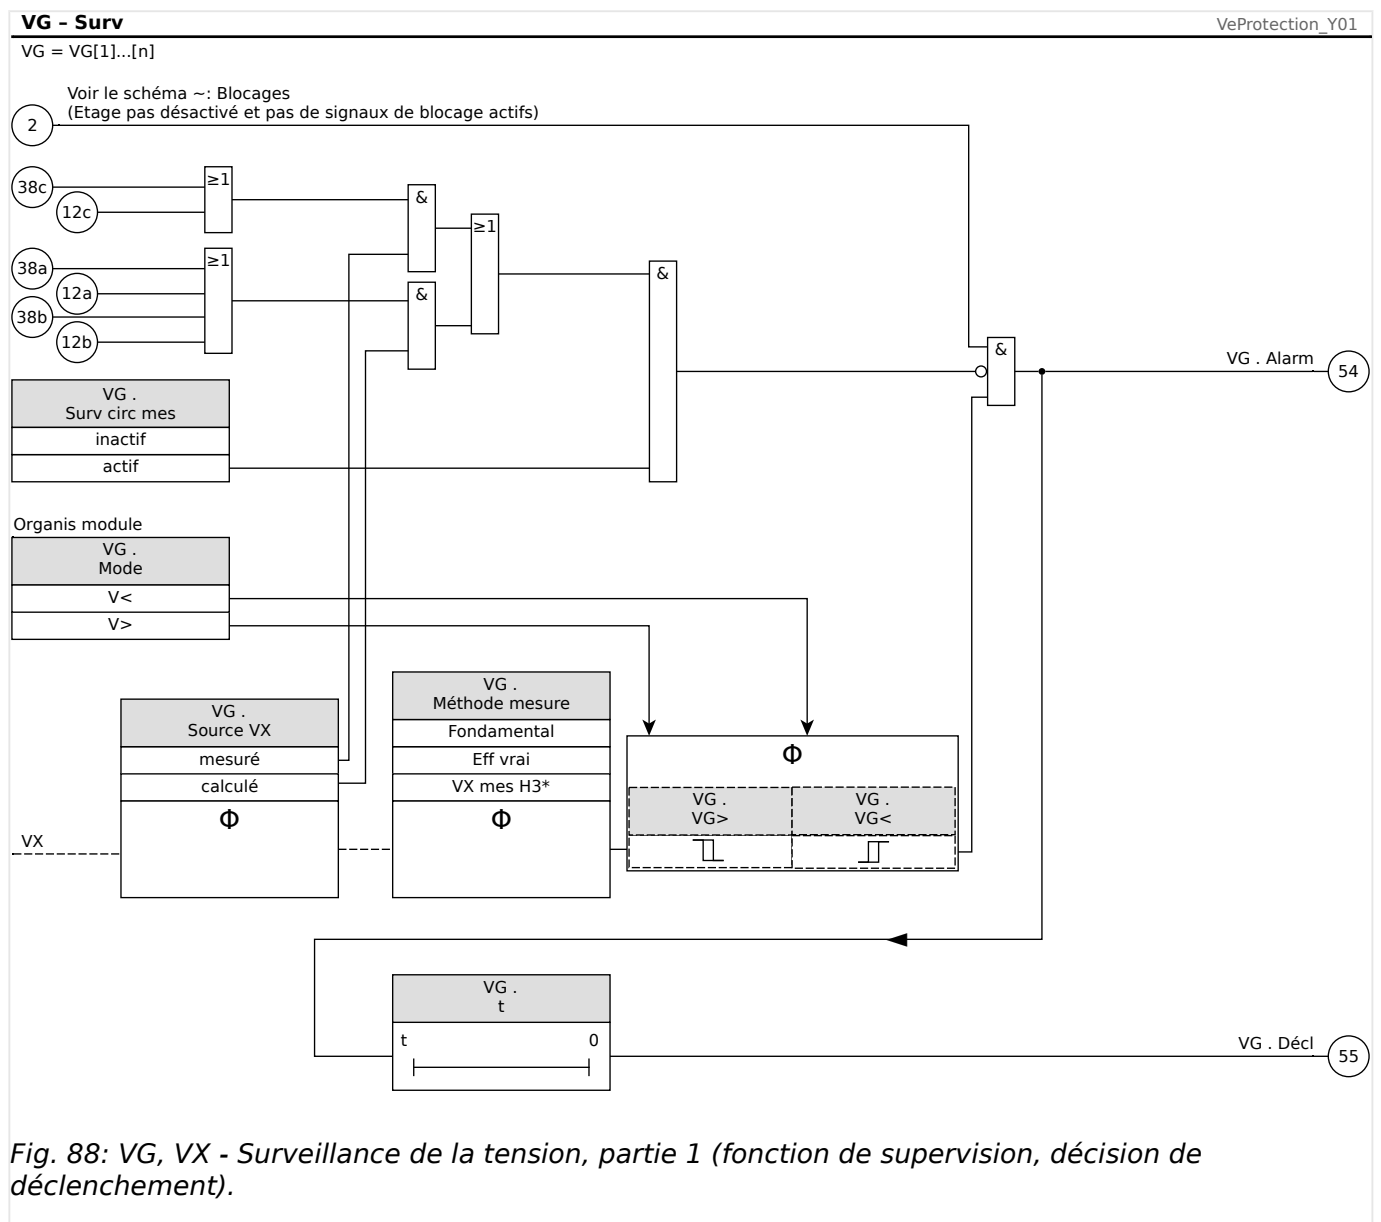 VG – Surv
VeProtection_Y01
VG = VG[1]...[n]
Voir le schéma ~: Blocages
(Etage pas désactivé et pas de signaux de blocage actifs)
2
38c
12c
≥1
&
≥1
38a
12a
38b
12b
≥1
&
&
&
VG . Alarm
54
VG .
Surv circ mes
inactif
actif
Organis module
VG .
Mode
V<
V>
VG .
Source VX
mesuré
calculé
Φ
VX
VG .
Méthode mesure
Fondamental
Eff vrai
VX mes H3*
Φ
Φ
VG .
VG>
VG .
VG<
VG .
t
t 0
VG . Décl
55
Fig. 88: VG, VX - Surveillance de la tension, partie 1 (fonction de supervision, décision de
déclenchement).